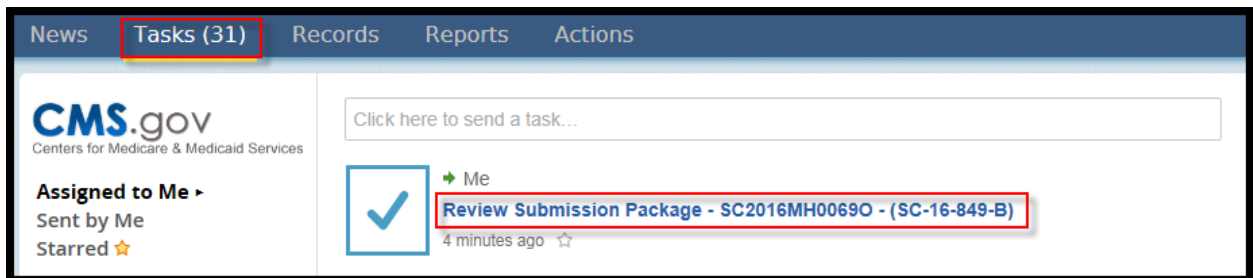 News Tasks (31) Records Reports Actions
CMS.gov
Centers for Medicare & Medicaid Services
Assigned to Me
Sent by Me
Starred
Click here to send a task...
Me
Review Submission Package - SC2016MH0069O - (SC-16-849-B)
4 minutes ago